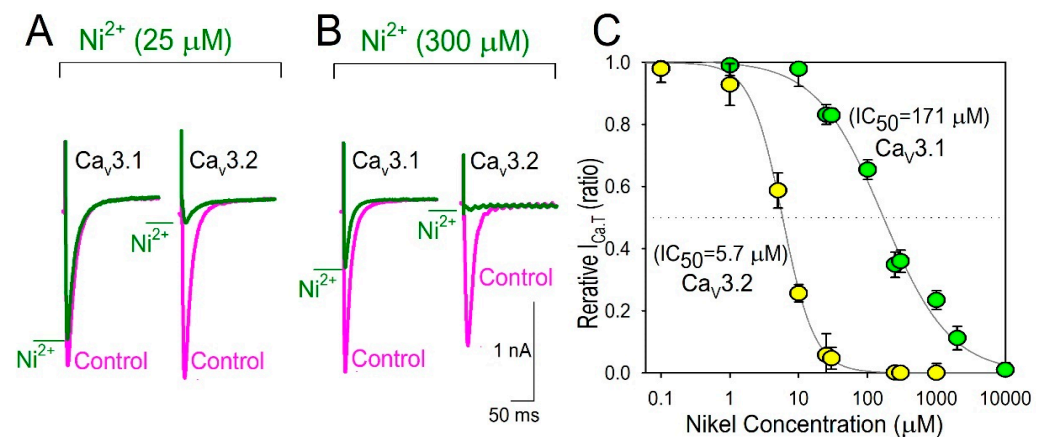 A
Ni²⁺ (25 µM)
Caᵥ3.1
Caᵥ3.2
Ni²⁺
Ni²⁺
Control
Control
B
Ni²⁺ (300 µM)
Caᵥ3.1
Caᵥ3.2
Ni²⁺
Ni²⁺
Control
Control
1 nA
50 ms
C
Rerative I_Ca.T (ratio)
1.0
0.8
0.6
0.4
0.2
0.0
(IC₅₀=171 µM)
Caᵥ3.1
(IC₅₀=5.7 µM)
Caᵥ3.2
0.1 1 10 100 1000 10000
Nikel Concentration (µM)